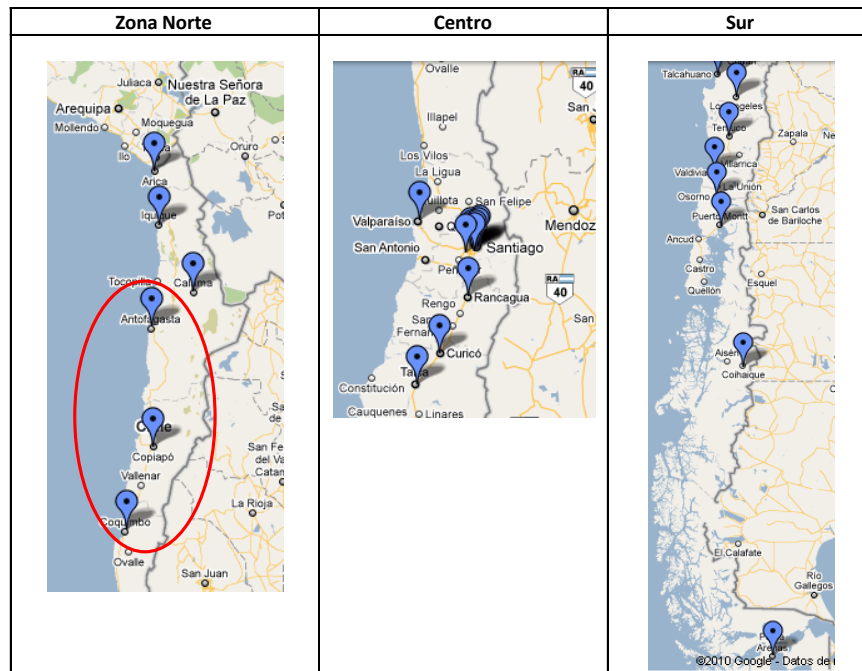 Zona Norte
Centro
Sur
Juliaca
Nuestra Señora
de La Paz
Arequipa
Moquegua
Mollendo
Ilo
Oruro
Arica
Iquique
Tocopilla
Calama
Antofagasta
Copiapó
Vallenar
Coquimbo
Ovalle
La Rioja
San Juan
Ovalle
RA
40
Illapel
Los Vilos
La Ligua
San Felipe
Valparaíso
Mendoz
San Antonio
Santiago
RA
40
Rancagua
Rengo
Curicó
Talca
Constitución
Cauquenes
Linares
Talcahuano
Temuco
Zapala
Villarrica
Valdivia
La Unión
Osorno
Puerto Montt
San Carlos
de Bariloche
Ancud
Castro
Quellón
Esquel
Coihaique
El Calafate
Río
Gallegos
©2010 Google - Datos de